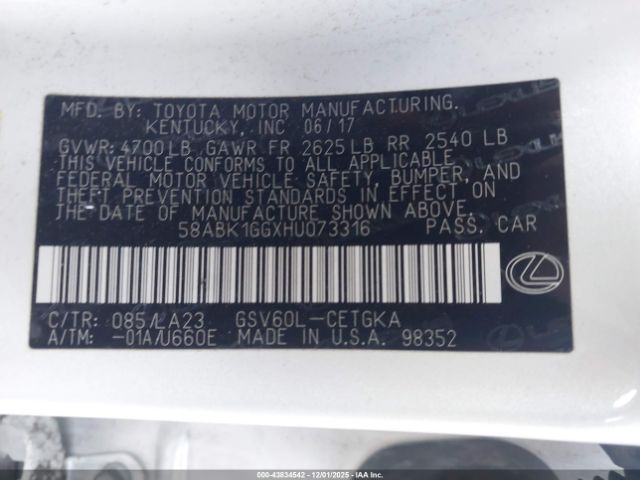 MFD. BY: TOYOTA MOTOR MANUFACTURING.
KENTUCKY, INC 06/17
GVWR: 4700LB GAWR FR 2625LB RR 2540 LB
THIS VEHICLE CONFORMS TO ALL APPLICABLE
FEDERAL MOTOR VEHICLE SAFETY, BUMPER, AND
THEFT PREVENTION STANDARDS IN EFFECT ON
THE DATE OF MANUFACTURE SHOWN ABOVE.
58ABK1GGXHU073316 PASS. CAR
C/TR: 085/LA23 GSV60L-CETGKA
A/TM: -01A/U660E MADE IN U.S.A. 98352
000-43834542 | 12/01/2025 | IAA Inc.